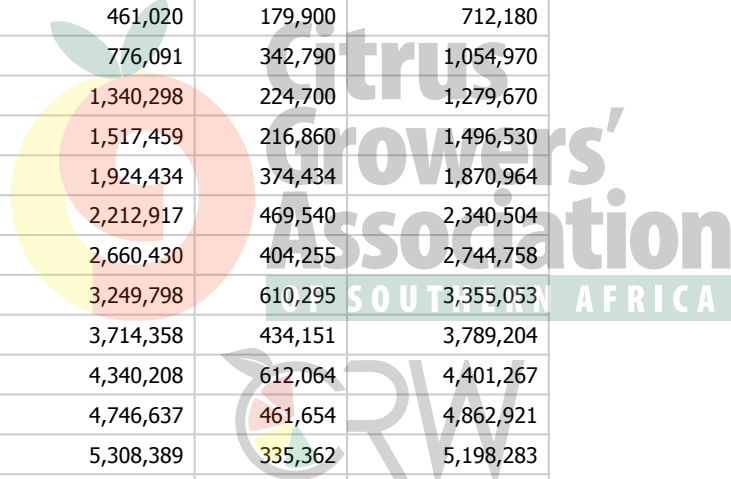 461,020 179,900 712,180
776,091 342,790 1,054,970
1,340,298 224,700 1,279,670
1,517,459 216,860 1,496,530
1,924,434 374,434 1,870,964
2,212,917 469,540 2,340,504
2,660,430 404,255 2,744,758
3,249,798 610,295 3,355,053
3,714,358 434,151 3,789,204
4,340,208 612,064 4,401,267
4,746,637 461,654 4,862,921
5,308,389 335,362 5,198,283
Citrus
Growers'
Association
OF SOUTHERN AFRICA
CRW